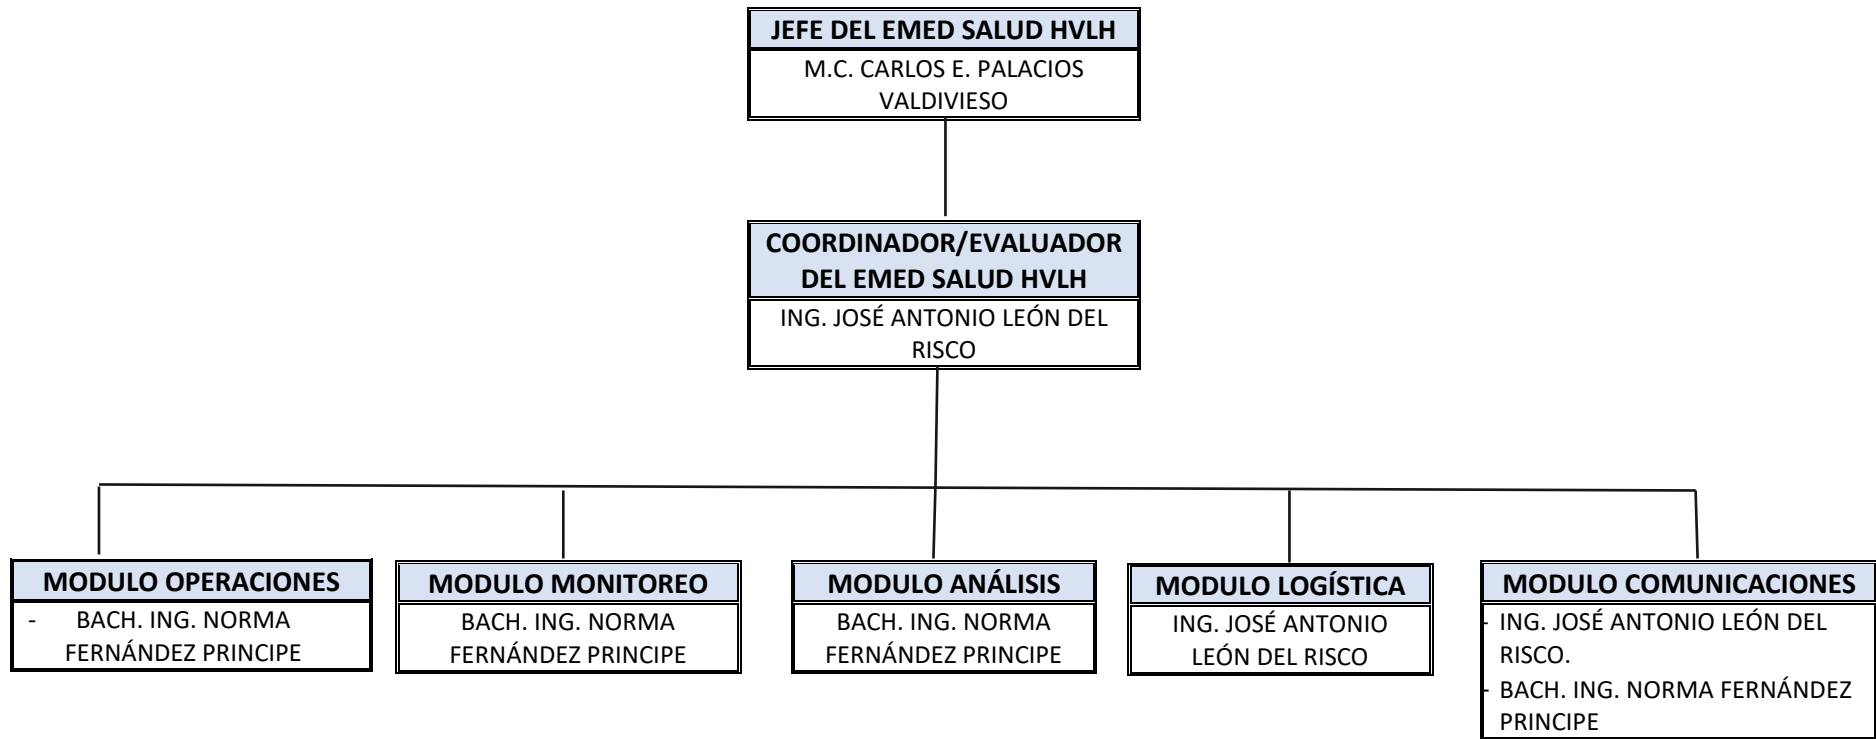 JEFE DEL EMED SALUD HVLH
M.C. CARLOS E. PALACIOS
VALDIVIESO
COORDINADOR/EVALUADOR
DEL EMED SALUD HVLH
ING. JOSÉ ANTONIO LEÓN DEL
RISCO
MODULO OPERACIONES
- BACH. ING. NORMA
FERNÁNDEZ PRINCIPE
MODULO MONITOREO
BACH. ING. NORMA
FERNÁNDEZ PRINCIPE
MODULO ANÁLISIS
BACH. ING. NORMA
FERNÁNDEZ PRINCIPE
MODULO LOGÍSTICA
ING. JOSÉ ANTONIO
LEÓN DEL RISCO
MODULO COMUNICACIONES
- ING. JOSÉ ANTONIO LEÓN DEL
RISCO.
- BACH. ING. NORMA FERNÁNDEZ
PRINCIPE